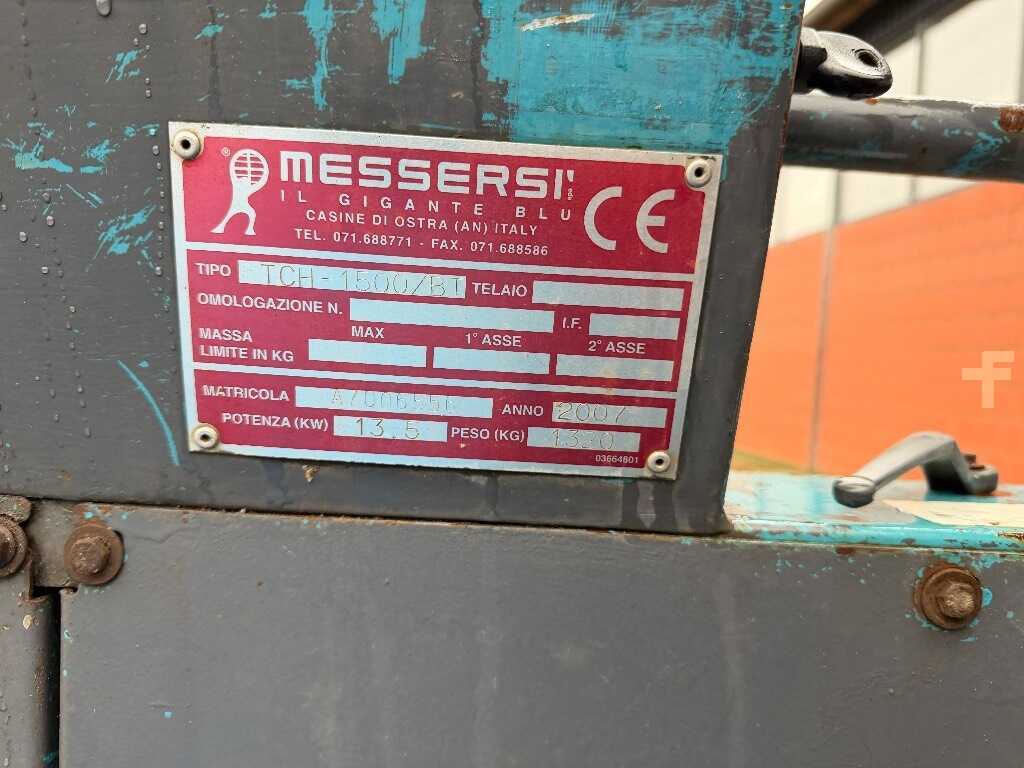 ® MESSERSI'
IL GIGANTE BLU
CASINE DI OSTRA (AN) ITALY
TEL. 071.688771 - FAX. 071.688586
CE
TIPO TCH-1500/BT TELAIO
OMOLOGAZIONE N. I.F.
MASSA MAX 1° ASSE 2° ASSE
LIMITE IN KG
MATRICOLA ANNO 2007
POTENZA (KW) 13.5 PESO (KG)
03664801